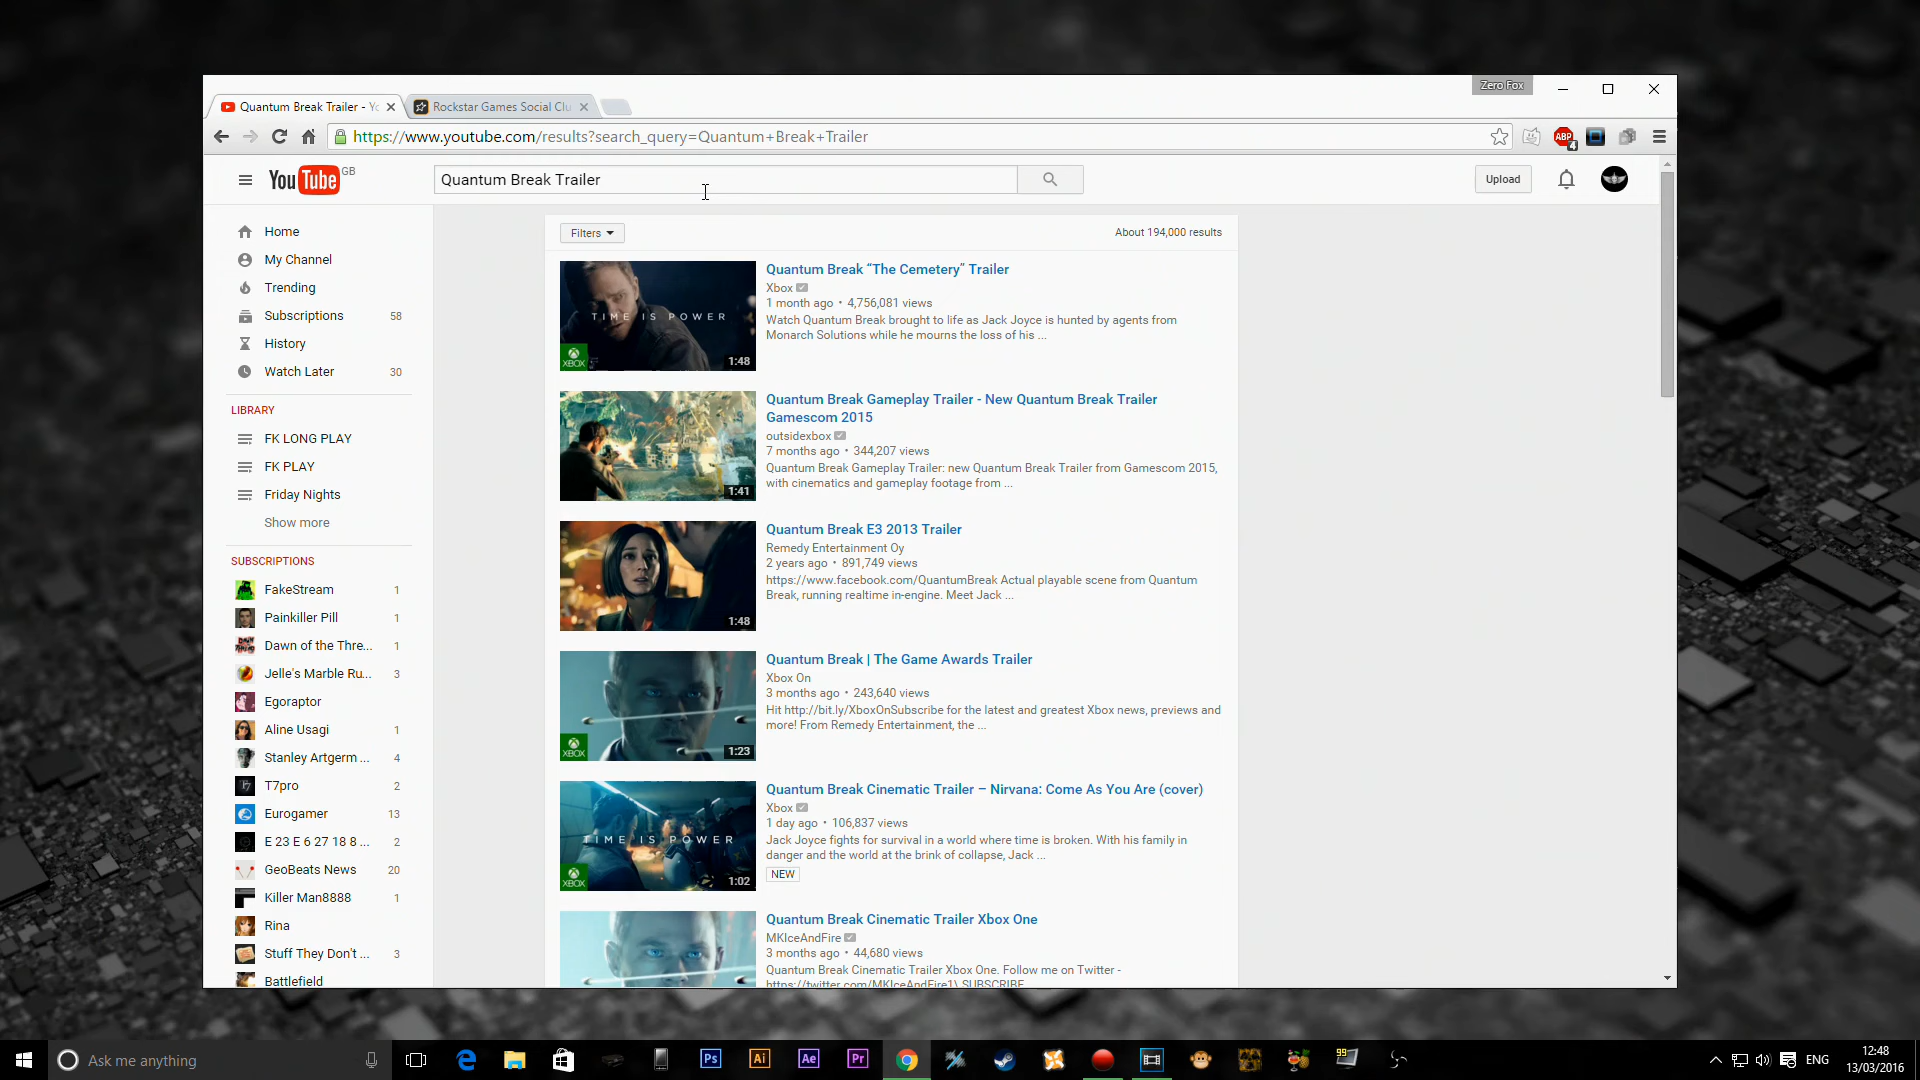 Zero Fox
Quantum Break Trailer - Yo
Rockstar Games Social Clu
https://www.youtube.com/results?search_query=Quantum+Break+Trailer
ABP
4
You Tube GB
Quantum Break Trailer
Upload
Home
My Channel
Trending
Subscriptions 58
History
Watch Later 30
LIBRARY
FK LONG PLAY
FK PLAY
Friday Nights
Show more
SUBSCRIPTIONS
FakeStream 1
Painkiller Pill 1
Dawn of the Thre... 1
Jelle's Marble Ru... 3
Egoraptor
Aline Usagi 1
Stanley Artgerm ... 4
T7pro 2
Eurogamer 13
E 23 E 6 27 18 8 ... 2
GeoBeats News 20
Killer Man8888 1
Rina
Stuff They Don't ... 3
Battlefield
Filters
About 194,000 results
TIME IS POWER
XBOX
1:48
Quantum Break “The Cemetery” Trailer
Xbox
1 month ago • 4,756,081 views
Watch Quantum Break brought to life as Jack Joyce is hunted by agents from
Monarch Solutions while he mourns the loss of his ...
1:41
Quantum Break Gameplay Trailer - New Quantum Break Trailer
Gamescom 2015
outsidexbox
7 months ago • 344,207 views
Quantum Break Gameplay Trailer: new Quantum Break Trailer from Gamescom 2015,
with cinematics and gameplay footage from ...
1:48
Quantum Break E3 2013 Trailer
Remedy Entertainment Oy
2 years ago • 891,749 views
https://www.facebook.com/QuantumBreak Actual playable scene from Quantum
Break, running realtime in-engine. Meet Jack ...
XBOX
1:23
Quantum Break | The Game Awards Trailer
Xbox On
3 months ago • 243,640 views
Hit http://bit.ly/XboxOnSubscribe for the latest and greatest Xbox news, previews and
more! From Remedy Entertainment, the ...
TIME IS POWER
XBOX
1:02
Quantum Break Cinematic Trailer – Nirvana: Come As You Are (cover)
Xbox
1 day ago • 106,837 views
Jack Joyce fights for survival in a world where time is broken. With his family in
danger and the world at the brink of collapse, Jack ...
NEW
Quantum Break Cinematic Trailer Xbox One
MKIceAndFire
3 months ago • 44,680 views
Quantum Break Cinematic Trailer Xbox One. Follow me on Twitter -
https://twitter.com/MKIceAndFire1\ SUBSCRIBE
Ask me anything
Ps
Ai
Ae
Pr
99
ENG
12:48
13/03/2016